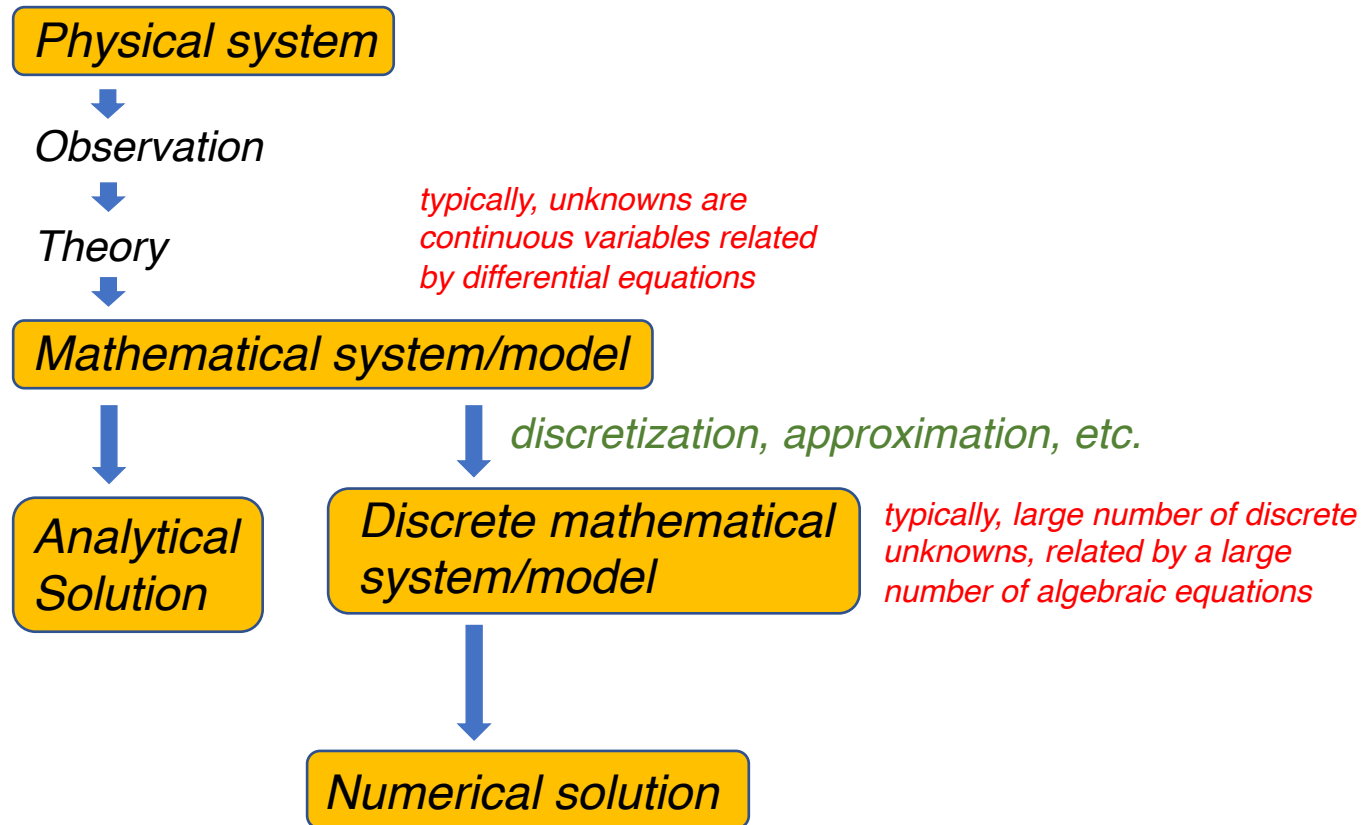 Physical system
Observation
Theory
typically, unknowns are
continuous variables related
by differential equations
Mathematical system/model
discretization, approximation, etc.
Analytical
Solution
Discrete mathematical
system/model
typically, large number of discrete
unknowns, related by a large
number of algebraic equations
Numerical solution